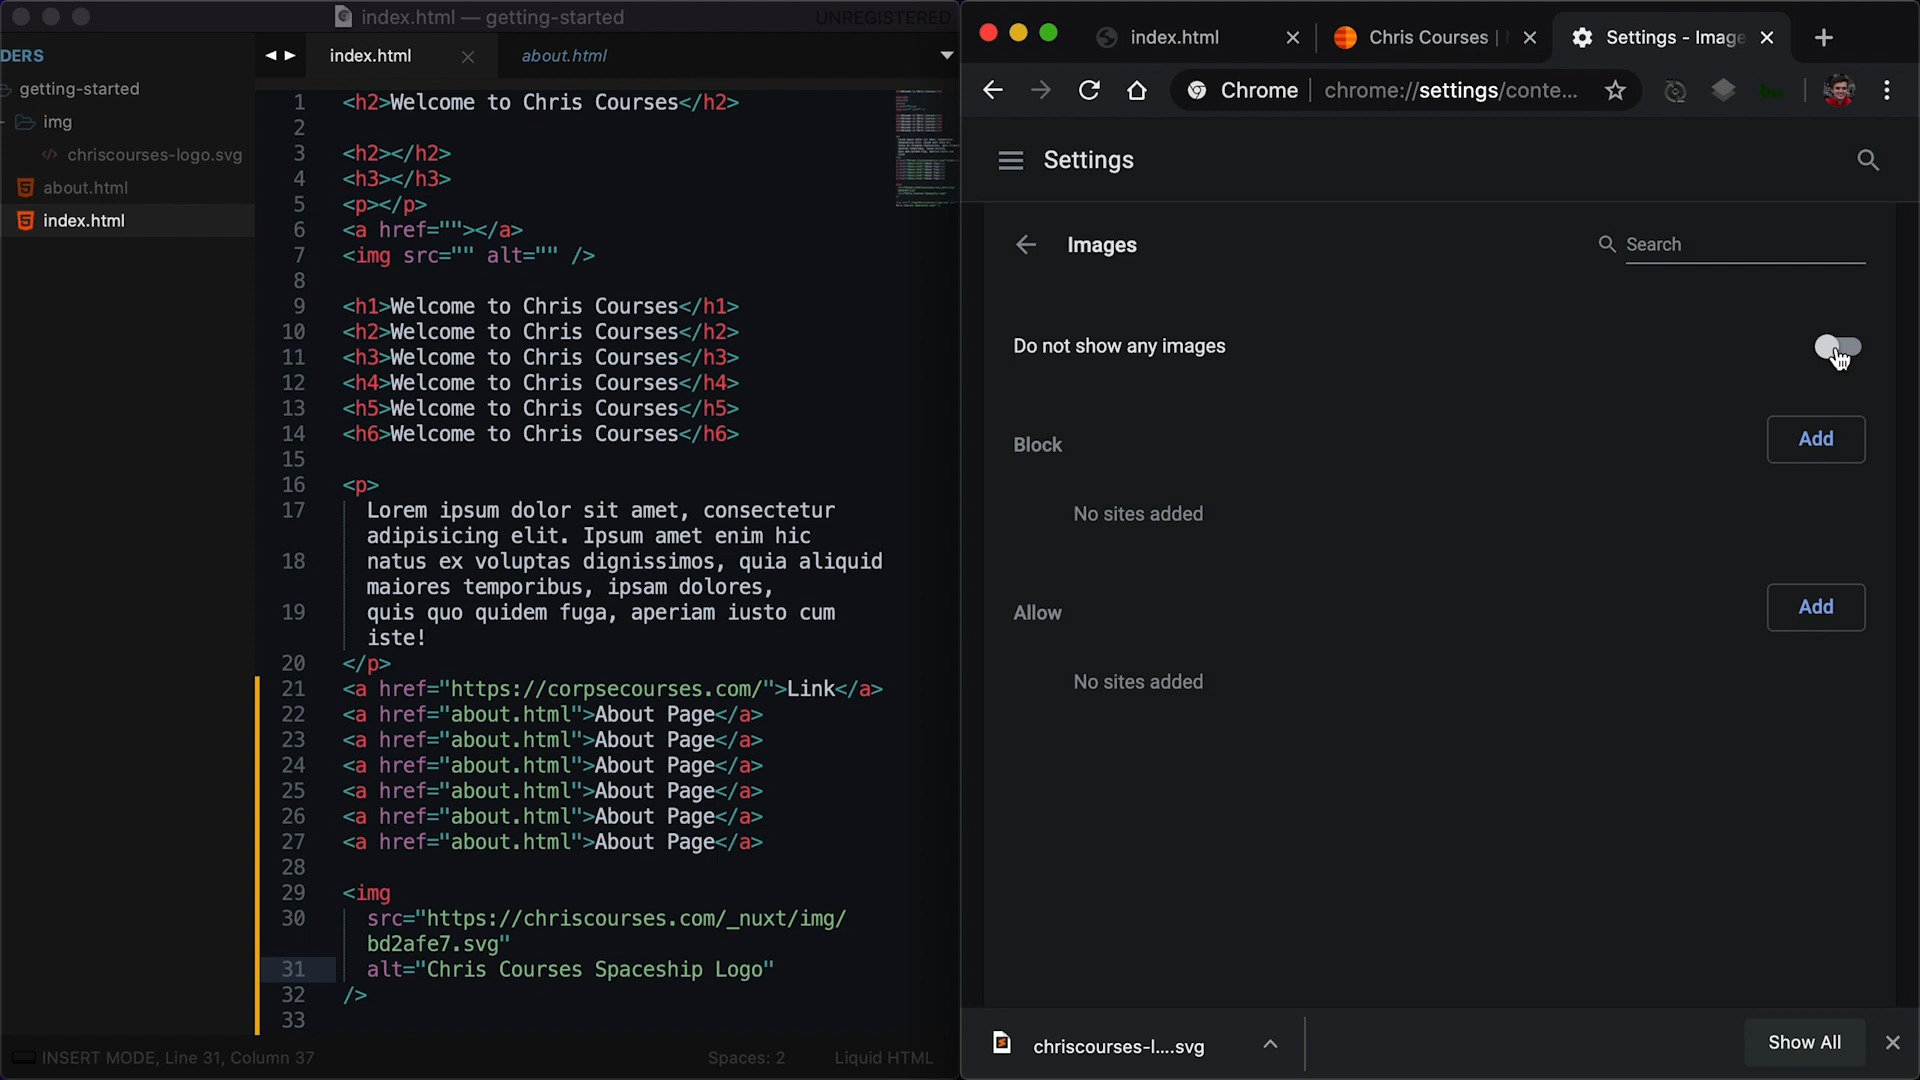 index.html — getting-started
UNREGISTERED
DERS
getting-started
img
chriscourses-logo.svg
about.html
index.html
index.html
about.html
1 <h2>Welcome to Chris Courses</h2>
2
3 <h2></h2>
4 <h3></h3>
5 <p></p>
6 <a href=""></a>
7 <img src="" alt="" />
8
9 <h1>Welcome to Chris Courses</h1>
10 <h2>Welcome to Chris Courses</h2>
11 <h3>Welcome to Chris Courses</h3>
12 <h4>Welcome to Chris Courses</h4>
13 <h5>Welcome to Chris Courses</h5>
14 <h6>Welcome to Chris Courses</h6>
15
16 <p>
17 Lorem ipsum dolor sit amet, consectetur
adipisicing elit. Ipsum amet enim hic
18 natus ex voluptas dignissimos, quia aliquid
maiores temporibus, ipsam dolores,
19 quis quo quidem fuga, aperiam iusto cum
iste!
20 </p>
21 <a href="https://corpsecourses.com/">Link</a>
22 <a href="about.html">About Page</a>
23 <a href="about.html">About Page</a>
24 <a href="about.html">About Page</a>
25 <a href="about.html">About Page</a>
26 <a href="about.html">About Page</a>
27 <a href="about.html">About Page</a>
28
29 <img
30 src="https://chriscourses.com/_nuxt/img/
bd2afe7.svg"
31 alt="Chris Courses Spaceship Logo"
32 />
33
INSERT MODE, Line 31, Column 37
Spaces: 2
Liquid HTML
index.html
Chris Courses |
Settings - Image
Chrome
chrome://settings/conte...
Settings
Images
Search
Do not show any images
Block
Add
No sites added
Allow
Add
No sites added
chriscourses-l....svg
Show All